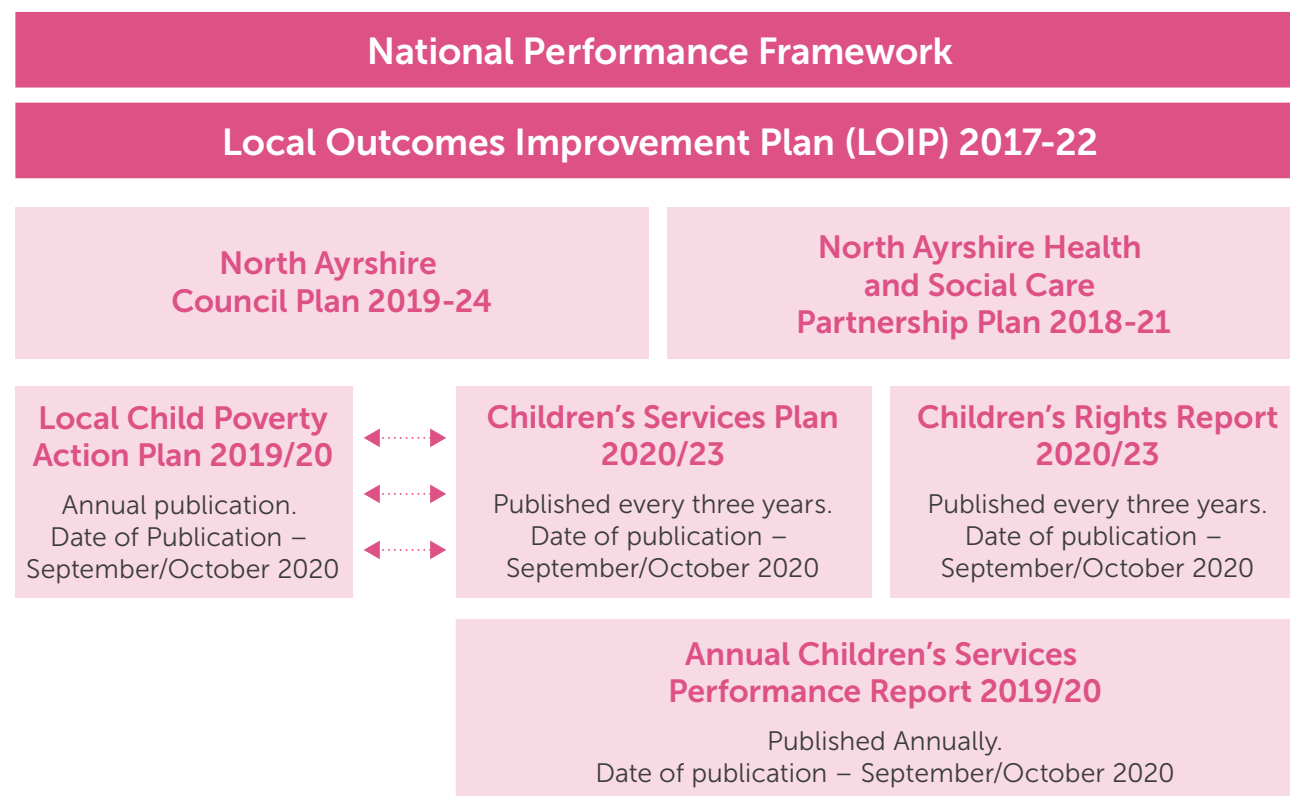 National Performance Framework
Local Outcomes Improvement Plan (LOIP) 2017-22
North Ayrshire
Council Plan 2019-24
North Ayrshire Health
and Social Care
Partnership Plan 2018-21
Local Child Poverty
Action Plan 2019/20
Annual publication.
Date of Publication –
September/October 2020
Children’s Services Plan
2020/23
Published every three years.
Date of publication –
September/October 2020
Children’s Rights Report
2020/23
Published every three years.
Date of publication –
September/October 2020
Annual Children’s Services
Performance Report 2019/20
Published Annually.
Date of publication – September/October 2020